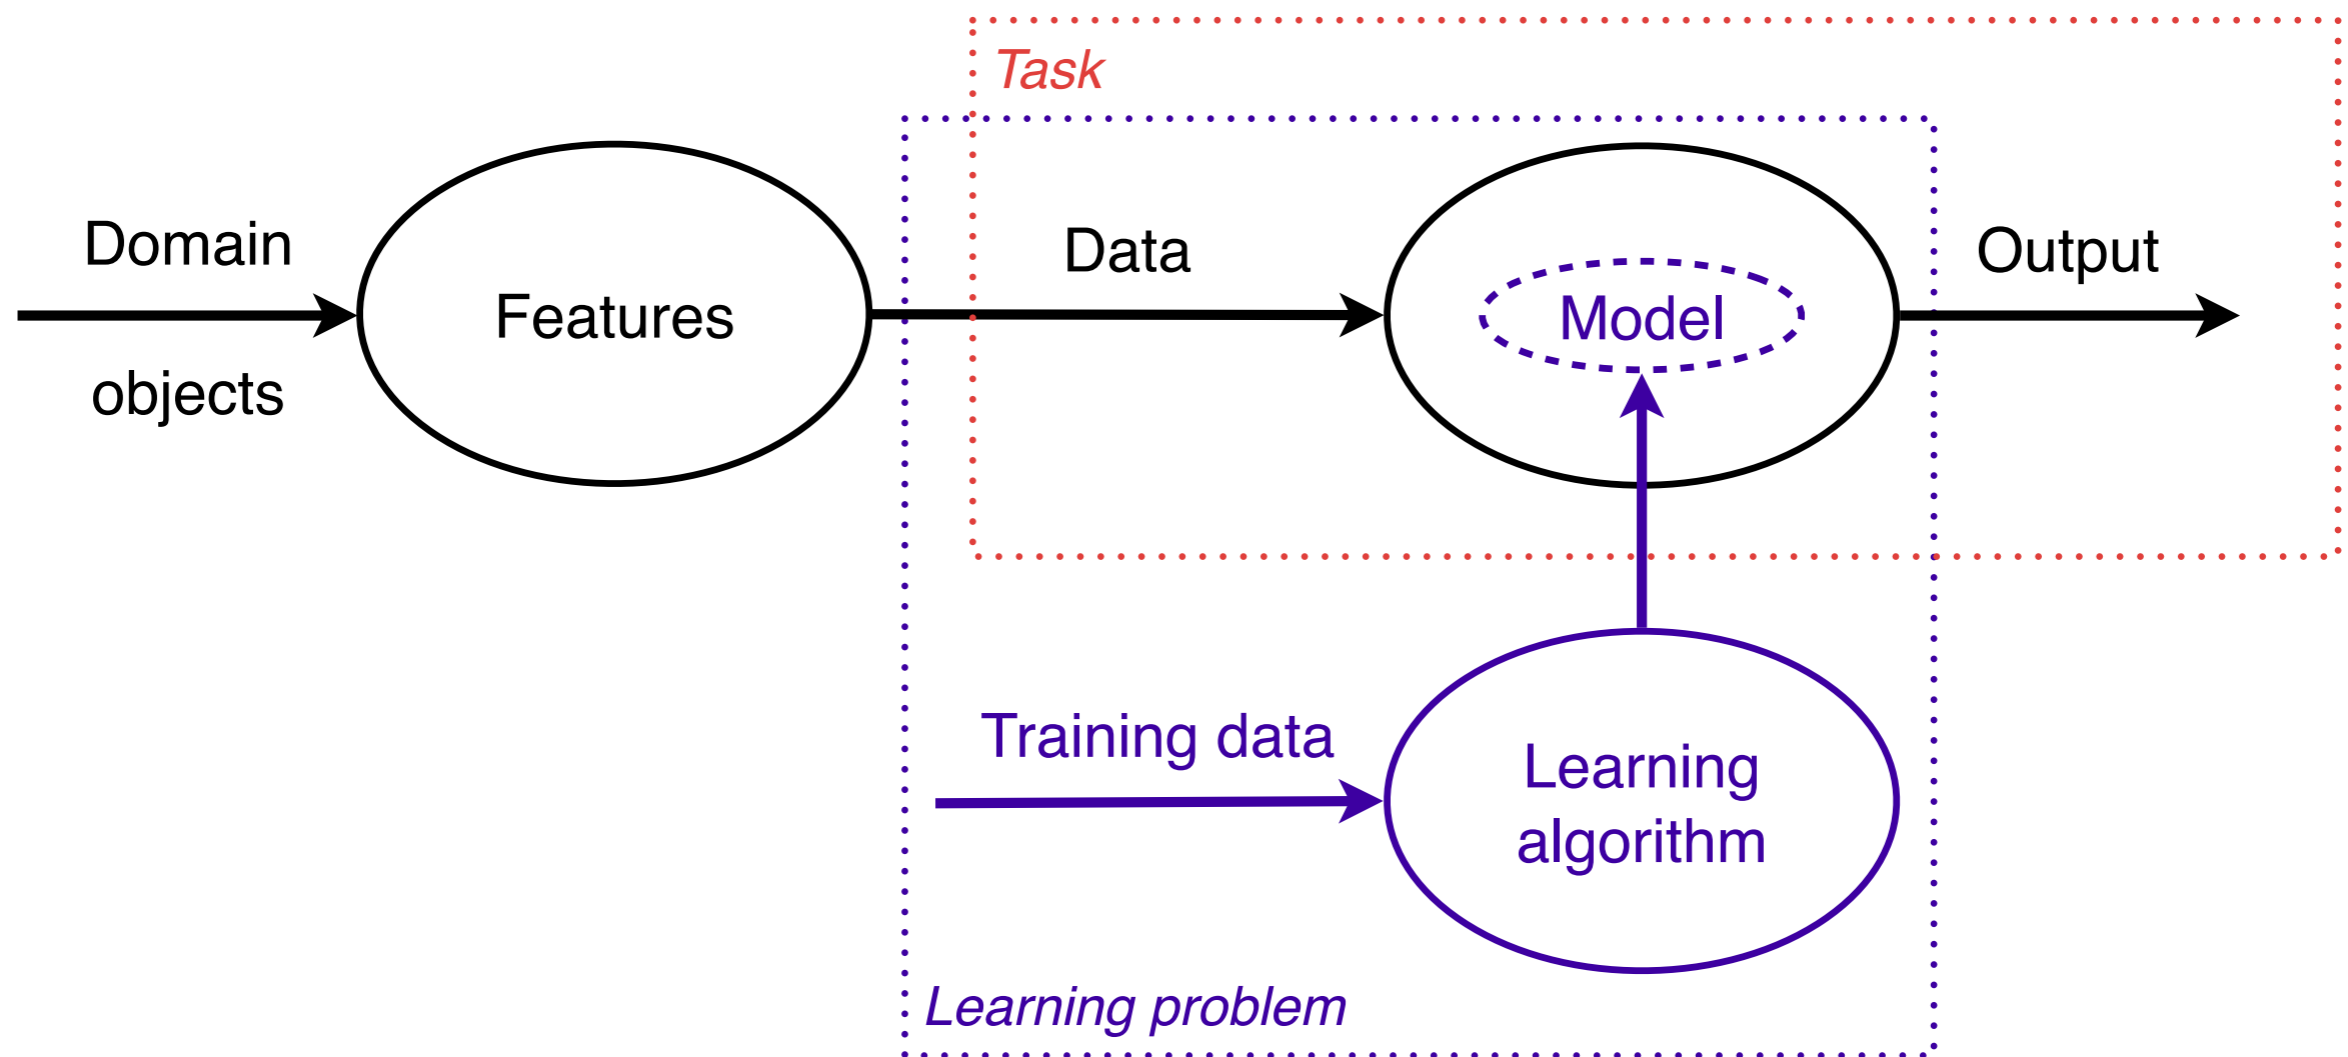 Task
Domain
objects
Features
Data
Model
Output
Training data
Learning
algorithm
Learning problem